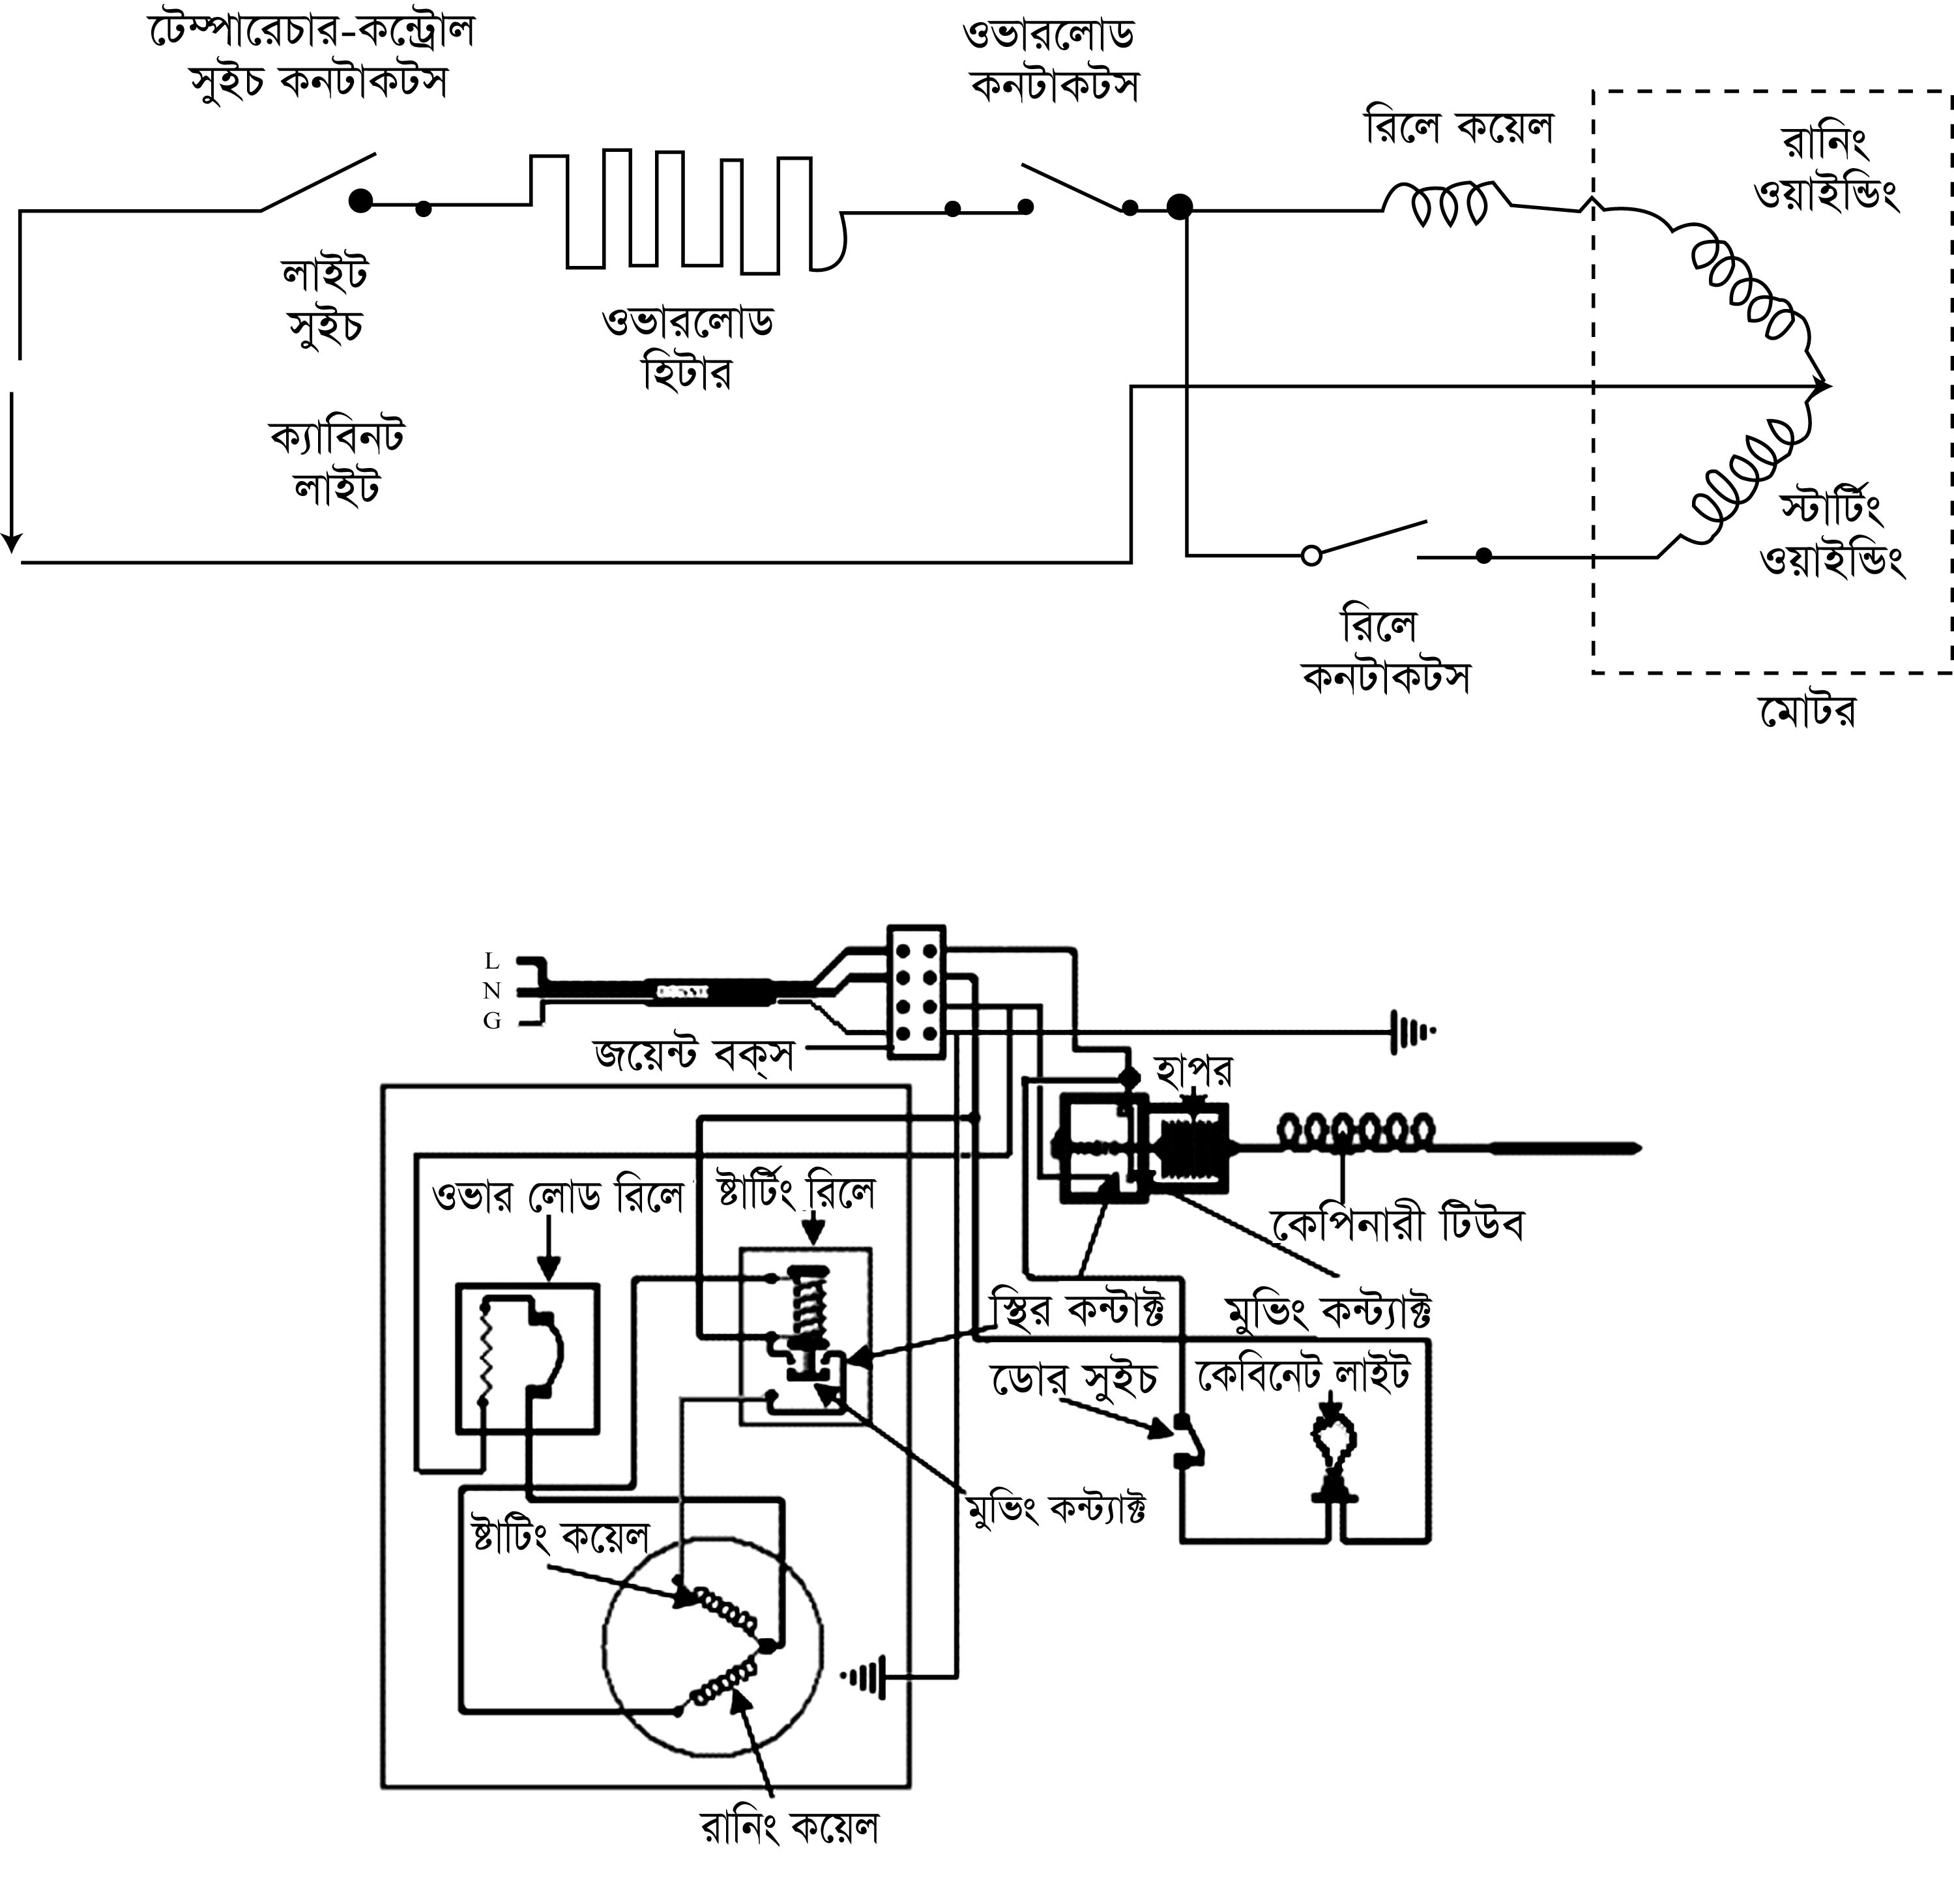 টেম্পারেচার-কন্ট্রোল
সুইচ কনটাকটস
ওভারলোড
কনটাকটস
রিলে কয়েল
রানিং
ওয়াইন্ডিং
লাইট
সুইচ
ওভারলোড
হিটার
ক্যাবিনট
লাইট
স্টার্টিং
ওয়াইন্ডিং
রিলে
কনটাকটস
মোটর
L
N
G
জয়েন্ট বক্স
হাপর
ওভার লোড রিলে
ষ্টার্টিং রিলে
কেপিনারী টিউব
স্থির কন্টাক্ট
মুভিং কন্ট্যাক্ট
ডোর সুইচ
কেবিনেট লাইট
মুভিং কন্ট্যাক্ট
ষ্টার্টিং কয়েল
রানিং কয়েল